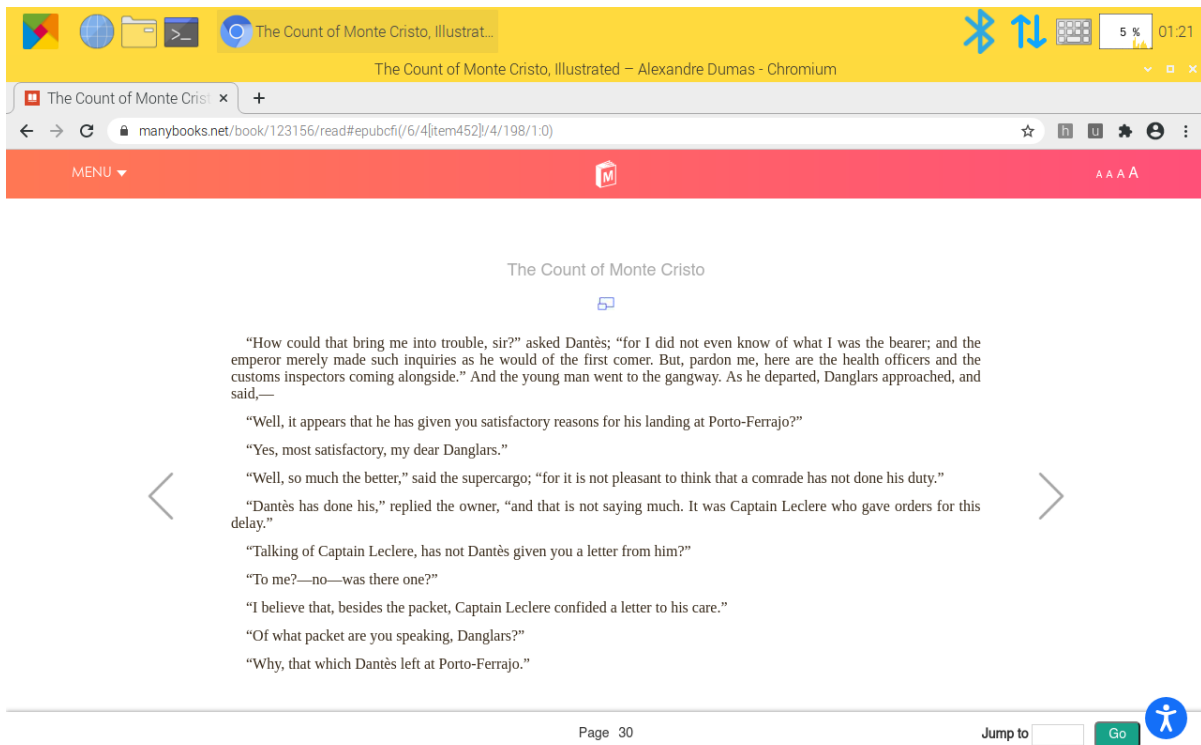 The Count of Monte Cristo, Illustrat...
5 %
01:21
The Count of Monte Cristo, Illustrated – Alexandre Dumas - Chromium
The Count of Monte Crist
manybooks.net/book/123156/read#epubcfi(/6/4[item452]!/4/198/1:0)
h
u
MENU
M
A A A A
The Count of Monte Cristo
“How could that bring me into trouble, sir?” asked Dantès; “for I did not even know of what I was the bearer; and the
emperor merely made such inquiries as he would of the first comer. But, pardon me, here are the health officers and the
customs inspectors coming alongside.” And the young man went to the gangway. As he departed, Danglars approached, and
said,—
“Well, it appears that he has given you satisfactory reasons for his landing at Porto-Ferrajo?”
“Yes, most satisfactory, my dear Danglars.”
“Well, so much the better,” said the supercargo; “for it is not pleasant to think that a comrade has not done his duty.”
“Dantès has done his,” replied the owner, “and that is not saying much. It was Captain Leclere who gave orders for this
delay.”
“Talking of Captain Leclere, has not Dantès given you a letter from him?”
“To me?—no—was there one?”
“I believe that, besides the packet, Captain Leclere confided a letter to his care.”
“Of what packet are you speaking, Danglars?”
“Why, that which Dantès left at Porto-Ferrajo.”
Page 30
Jump to
Go